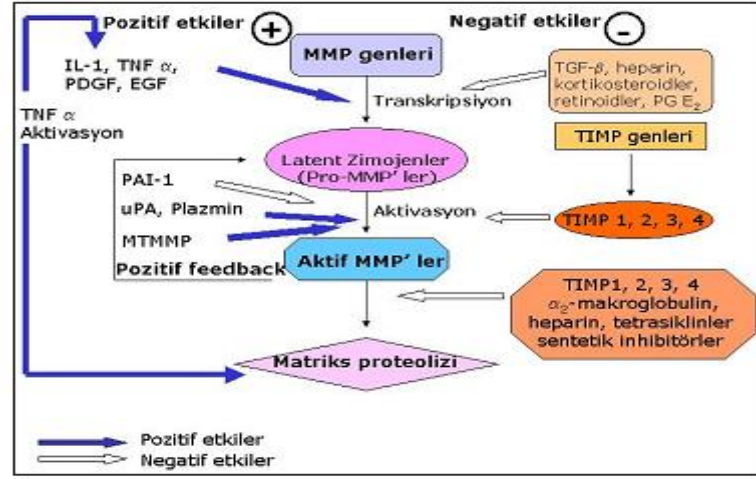 Pozitif etkiler
+
Negatif etkiler
-
MMP genleri
IL-1, TNF α,
PDGF, EGF
TGF-β, heparin,
kortikosteroidler,
retinoidler, PG E₂
Transkripsiyon
TNF α
Aktivasyon
TIMP genleri
Latent Zimojenler
(Pro-MMP' ler)
PAI-1
uPA, Plazmin
Aktivasyon
TIMP 1, 2, 3, 4
MTMMP
Pozitif feedback
Aktif MMP' ler
TIMP1, 2, 3, 4
α₂-makroglobulin,
heparin, tetrasiklinler
sentetik inhibitörler
Matriks proteolizi
Pozitif etkiler
Negatif etkiler